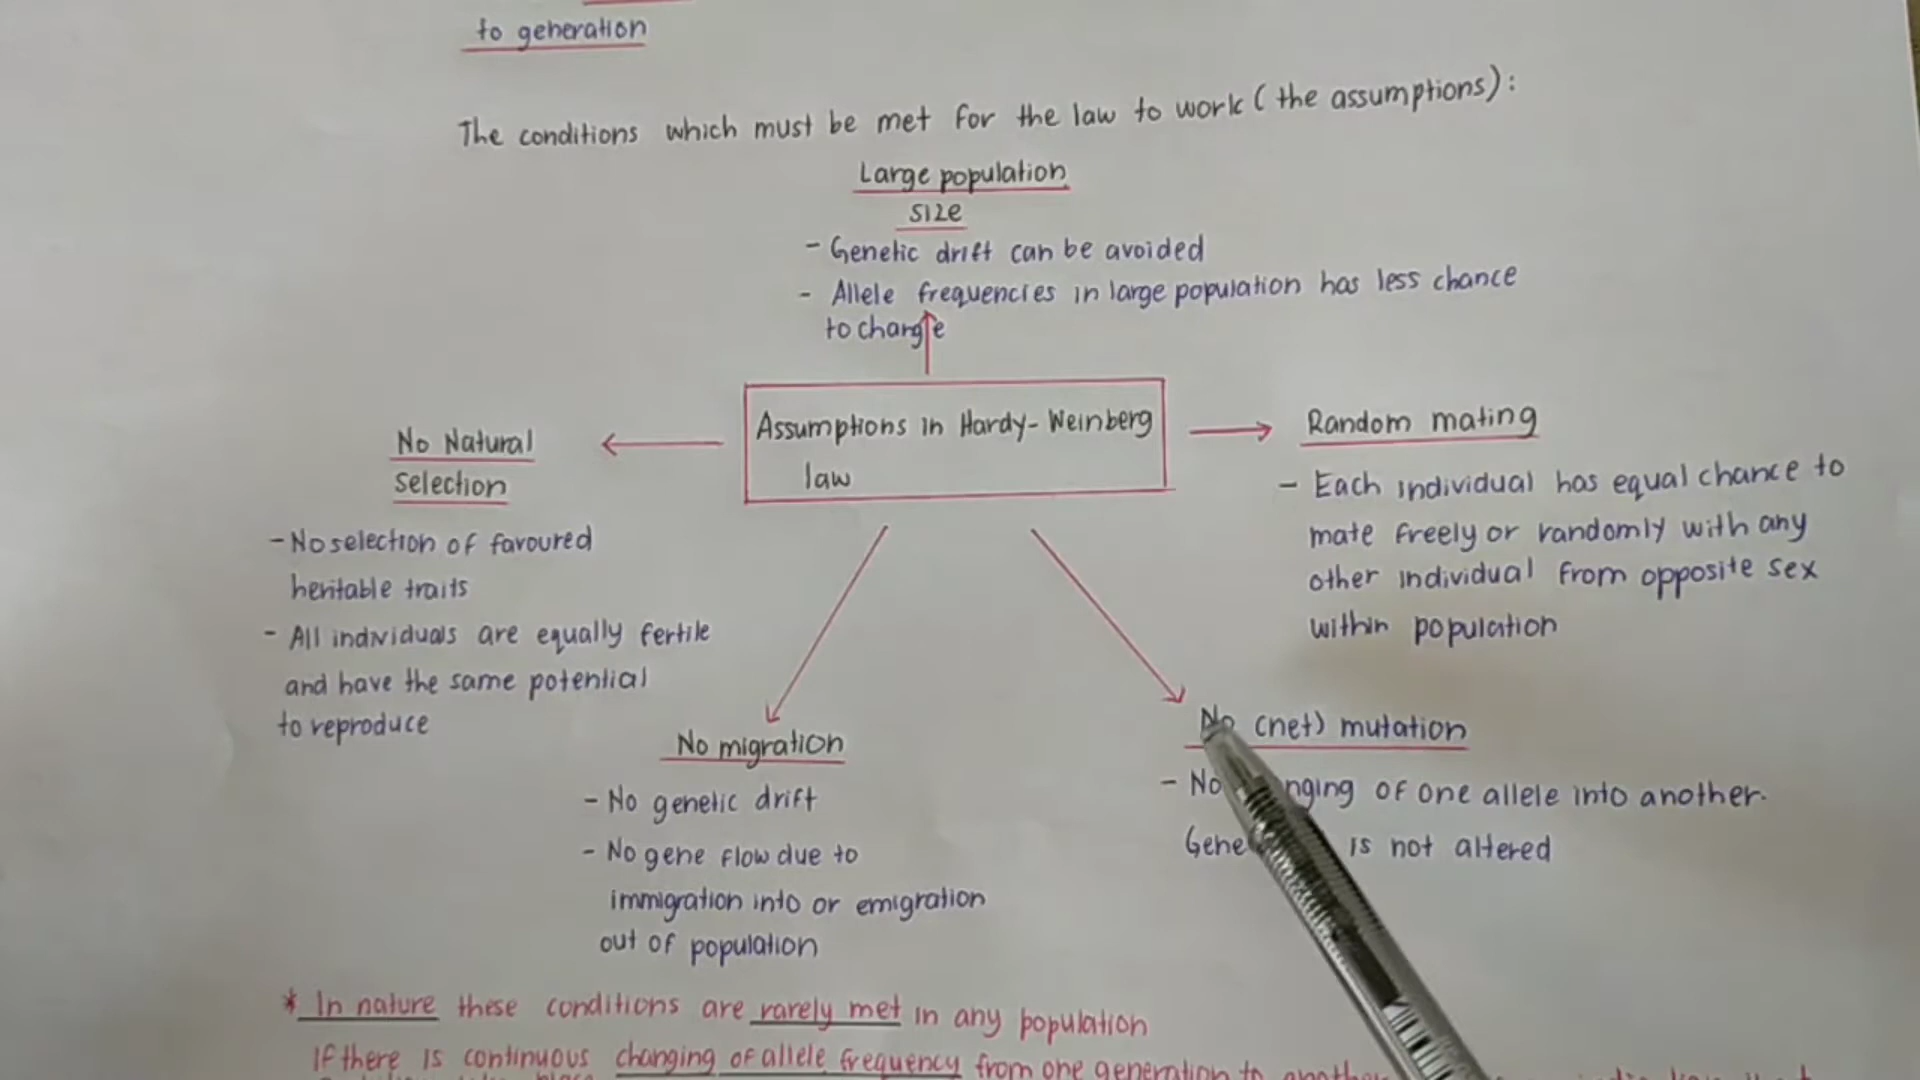 to generation
The conditions which must be met for the law to work (the assumptions):
Large population
size
- Genetic drift can be avoided
- Allele frequencies in large population has less chance
to change
Assumptions in Hardy-Weinberg
law
No Natural
selection
- No selection of favoured
heritable traits
- All individuals are equally fertile
and have the same potential
to reproduce
Random mating
- Each individual has equal chance to
mate freely or randomly with any
other individual from opposite sex
within population
No migration
- No genetic drift
- No gene flow due to
immigration into or emigration
out of population
No (net) mutation
- No of one allele into another.
is not altered
* In nature these conditions are rarely met in any population
If there is continuous changing of allele frequency from one generation to another